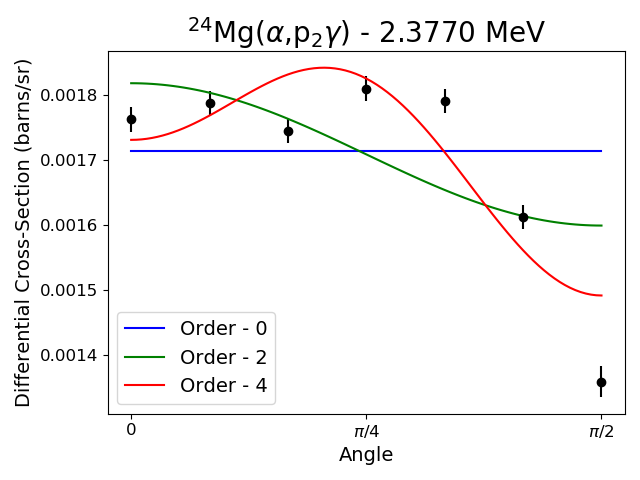 ²⁴Mg(α,p₂γ) - 2.3770 MeV
Differential Cross-Section (barns/sr)
0.0018
0.0017
0.0016
0.0015
0.0014
Order - 0
Order - 2
Order - 4
0 π/4 π/2
Angle